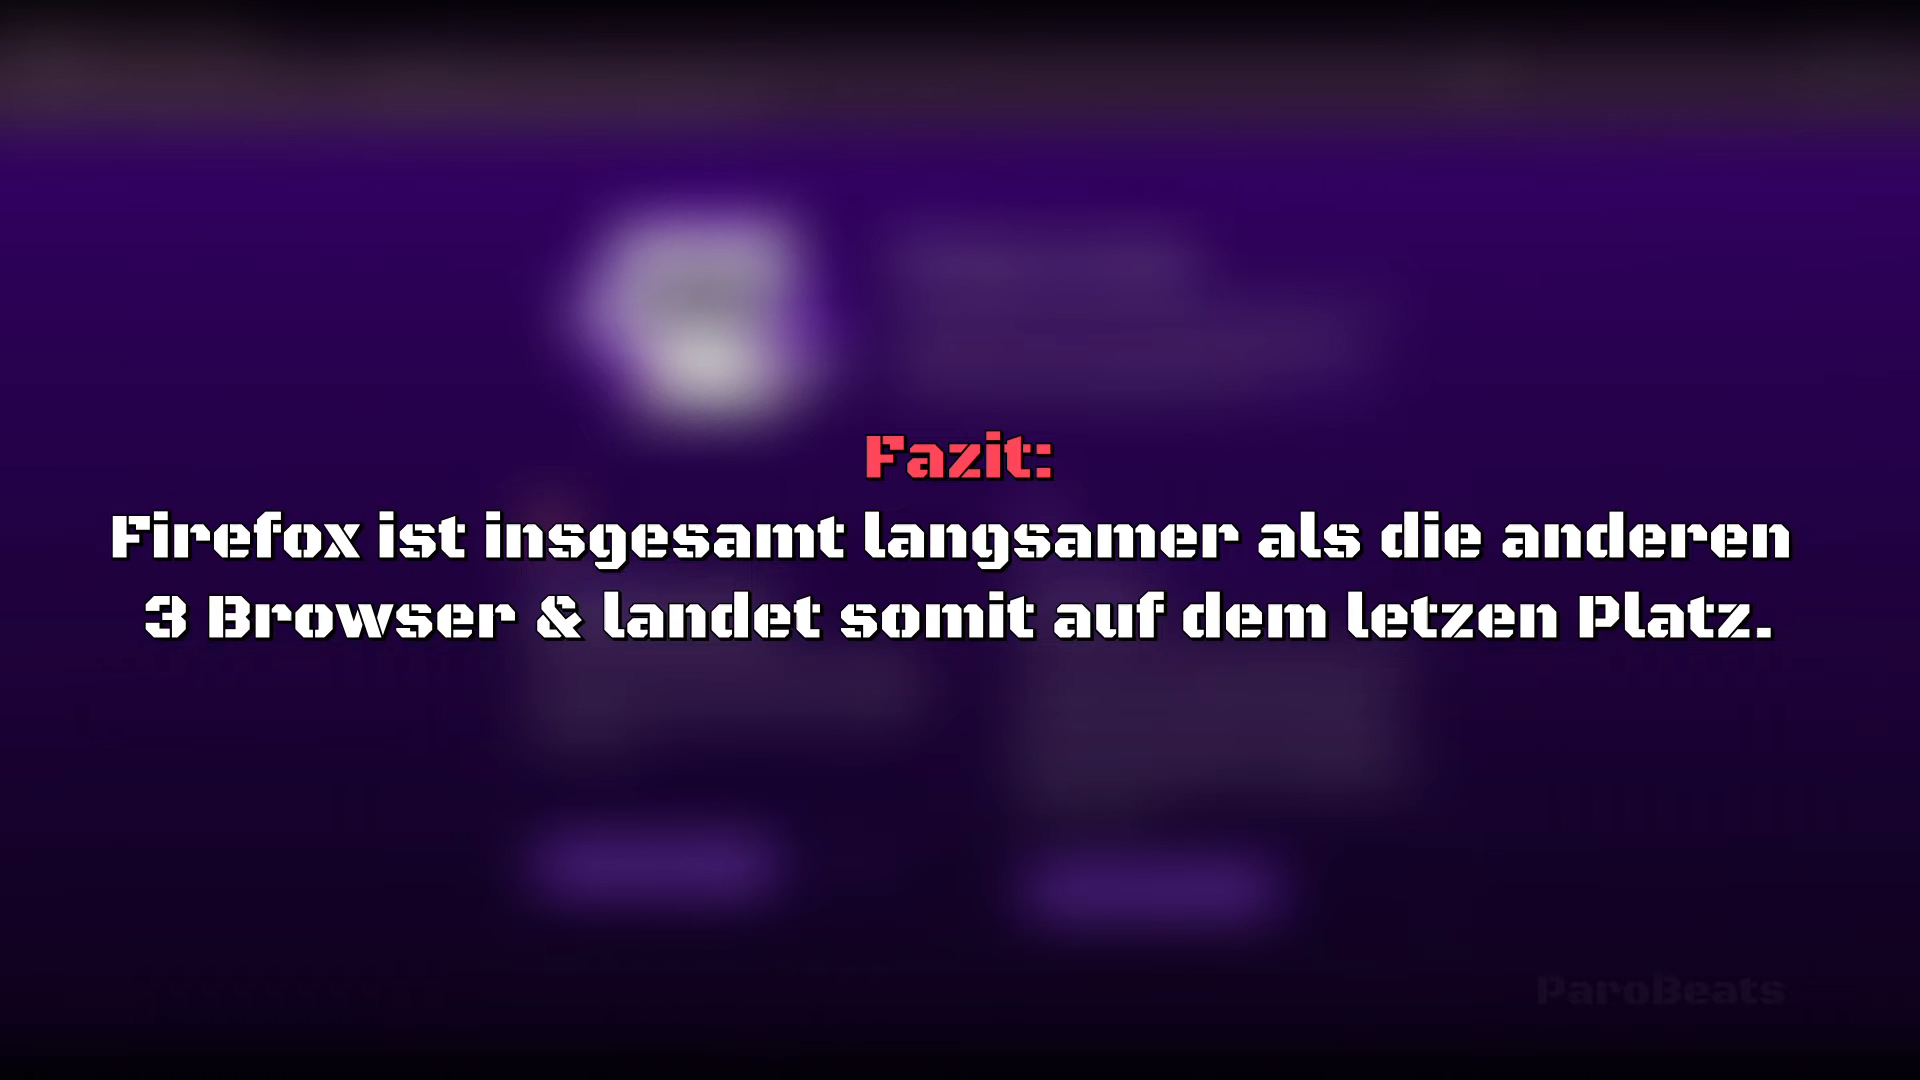 Fazit:
Firefox ist insgesamt langsamer als die anderen
3 Browser & landet somit auf dem letzen Platz.
ParoBeats